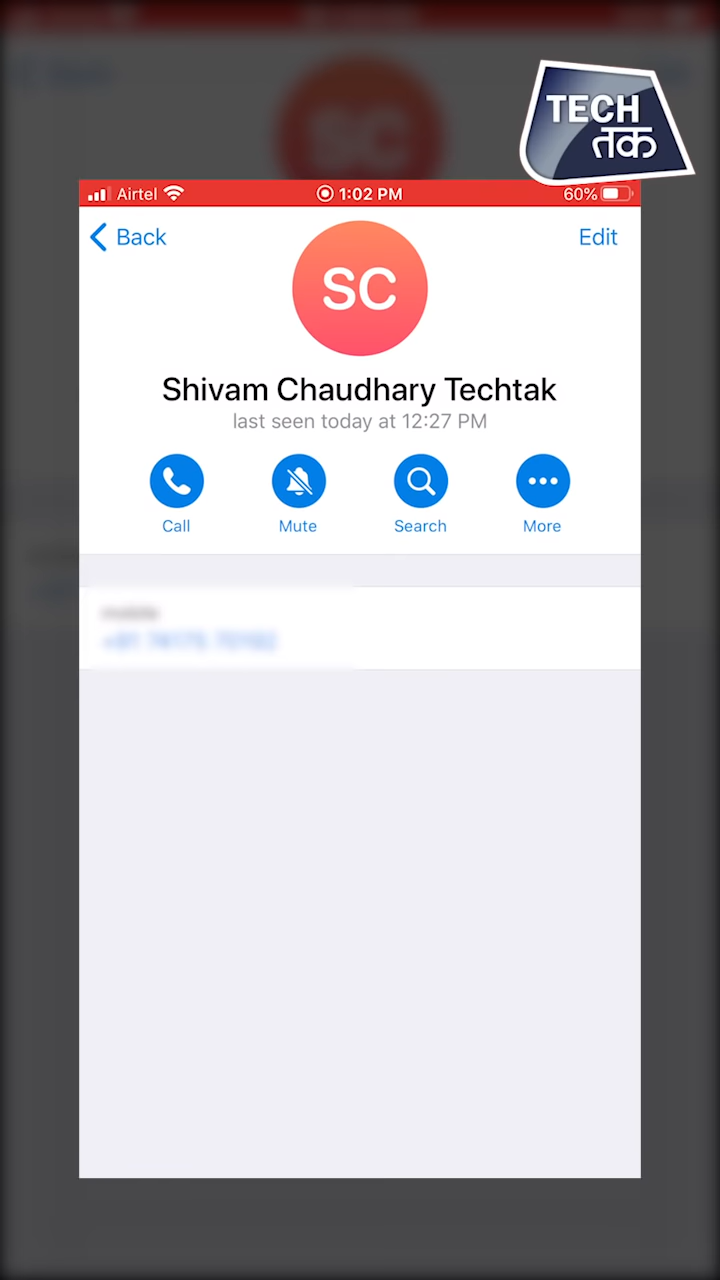 TECH
तक
Airtel
1:02 PM
60%
Back
Edit
SC
Shivam Chaudhary Techtak
last seen today at 12:27 PM
Call
Mute
Search
More